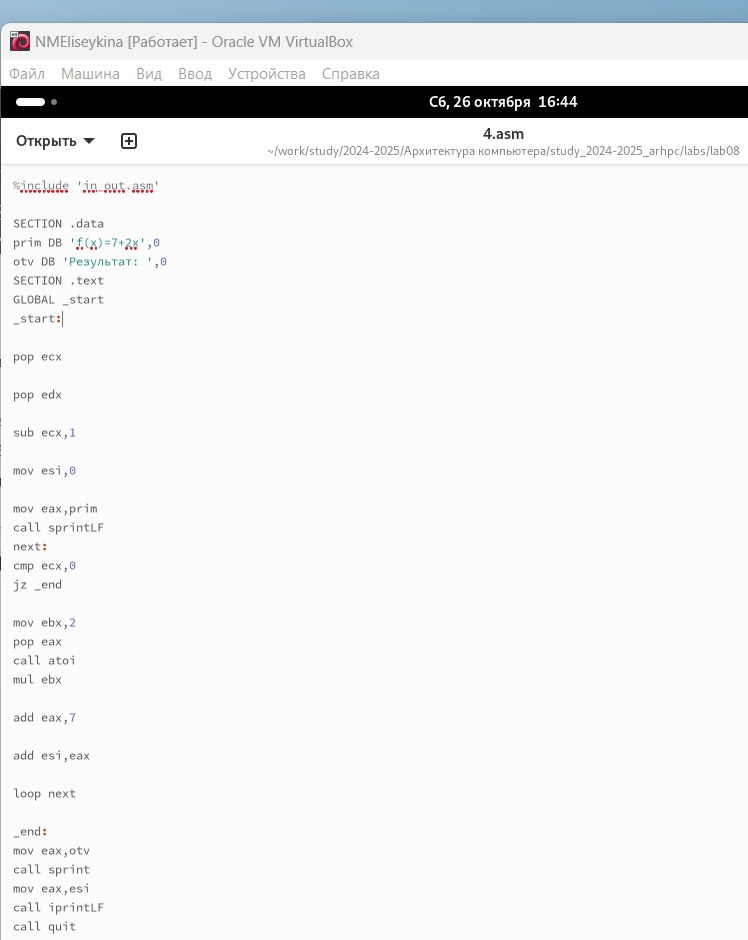 NMEliseykina [Работает] - Oracle VM VirtualBox
Файл Машина Вид Ввод Устройства Справка
Сб, 26 октября 16:44
Открыть
4.asm
~/work/study/2024-2025/Архитектура компьютера/study_2024-2025_arhpc/labs/lab08
%include 'in_out.asm'
SECTION .data
prim DB 'f(x)=7+2x',0
otv DB 'Результат: ',0
SECTION .text
GLOBAL _start
_start:
pop ecx
pop edx
sub ecx,1
mov esi,0
mov eax,prim
call sprintLF
next:
cmp ecx,0
jz _end
mov ebx,2
pop eax
call atoi
mul ebx
add eax,7
add esi,eax
loop next
_end:
mov eax,otv
call sprint
mov eax,esi
call iprintLF
call quit